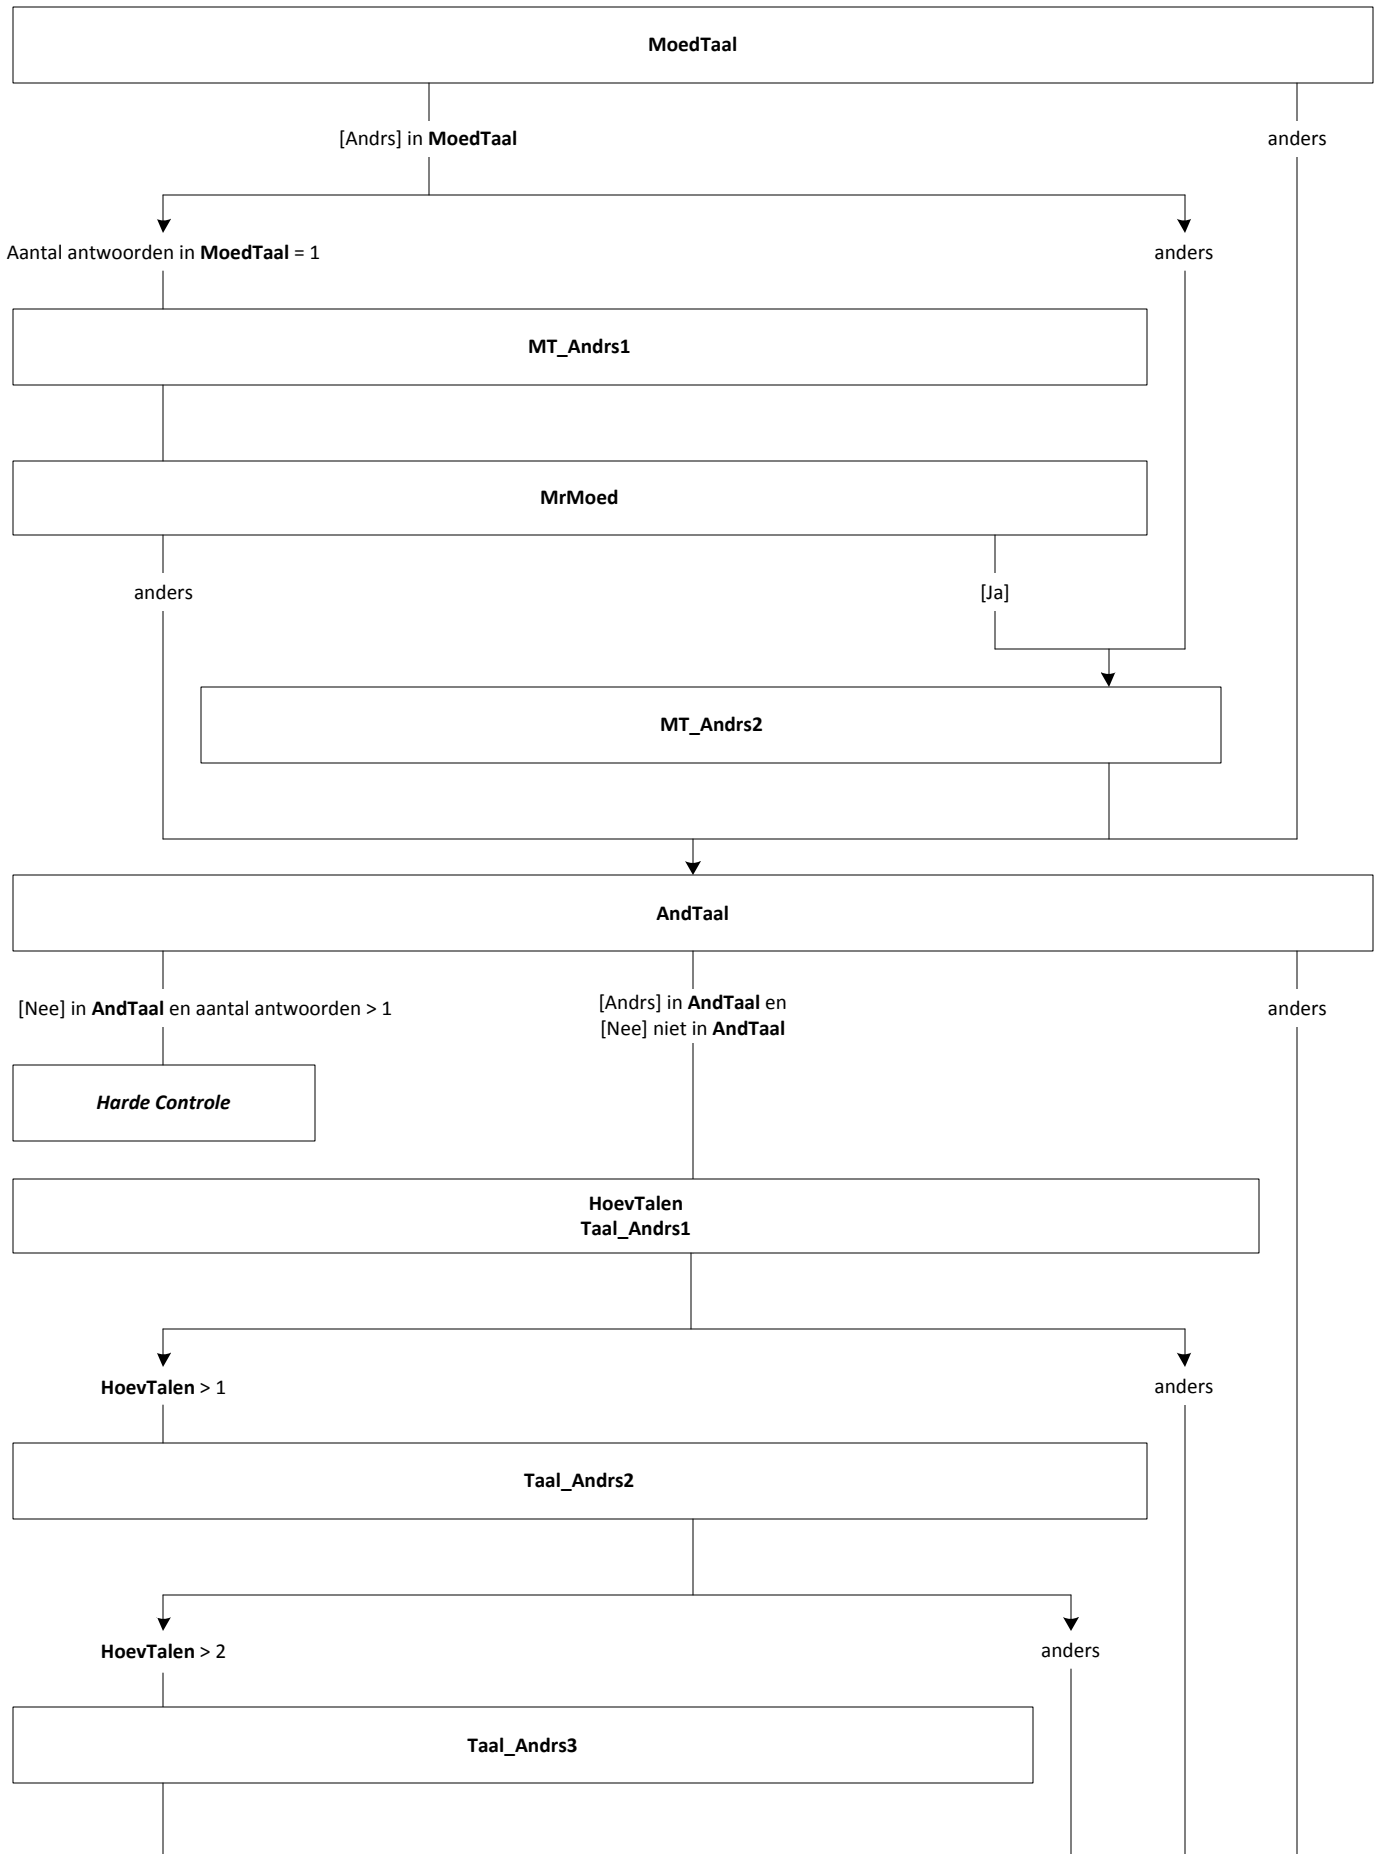 MoedTaal
[Andrs] in MoedTaal
anders
Aantal antwoorden in MoedTaal = 1
anders
MT_Andrs1
MrMoed
anders
[Ja]
MT_Andrs2
AndTaal
[Nee] in AndTaal en aantal antwoorden > 1
[Andrs] in AndTaal en
[Nee] niet in AndTaal
anders
Harde Controle
HoevTalen
Taal_Andrs1
HoevTalen > 1
anders
Taal_Andrs2
HoevTalen > 2
anders
Taal_Andrs3